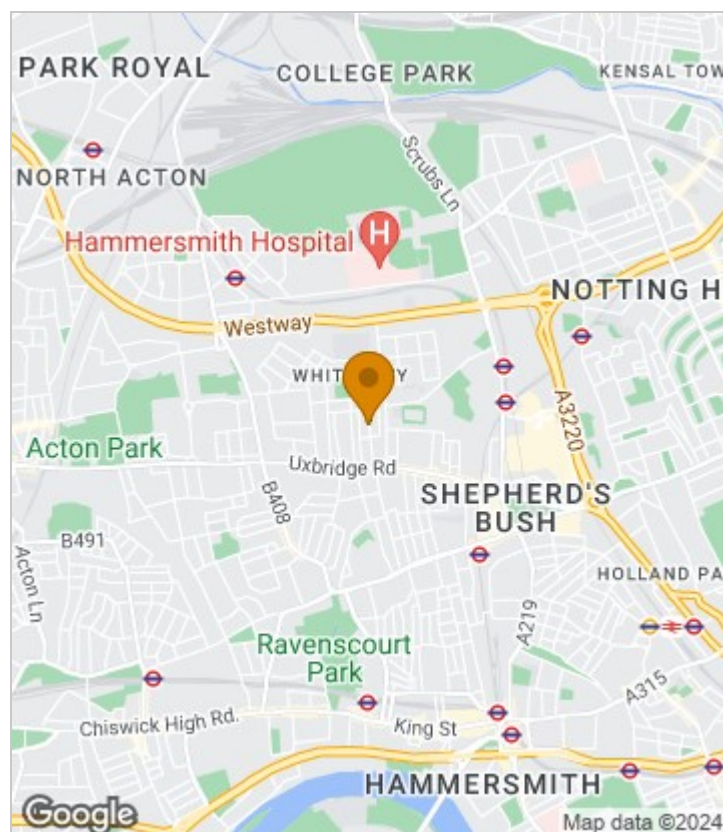 PARK ROYAL
COLLEGE PARK
KENSAL TOW
Scrubs Ln
NORTH ACTON
Hammersmith Hospital
H
NOTTING H
Westway
WHIT
Y
A3220
Acton Park
Uxbridge Rd
B408
SHEPHERD'S
BUSH
B491
Acton Ln
HOLLAND PA
A219
Ravenscourt
Park
A315
Chiswick High Rd.
King St
HAMMERSMITH
Google
Map data ©2024